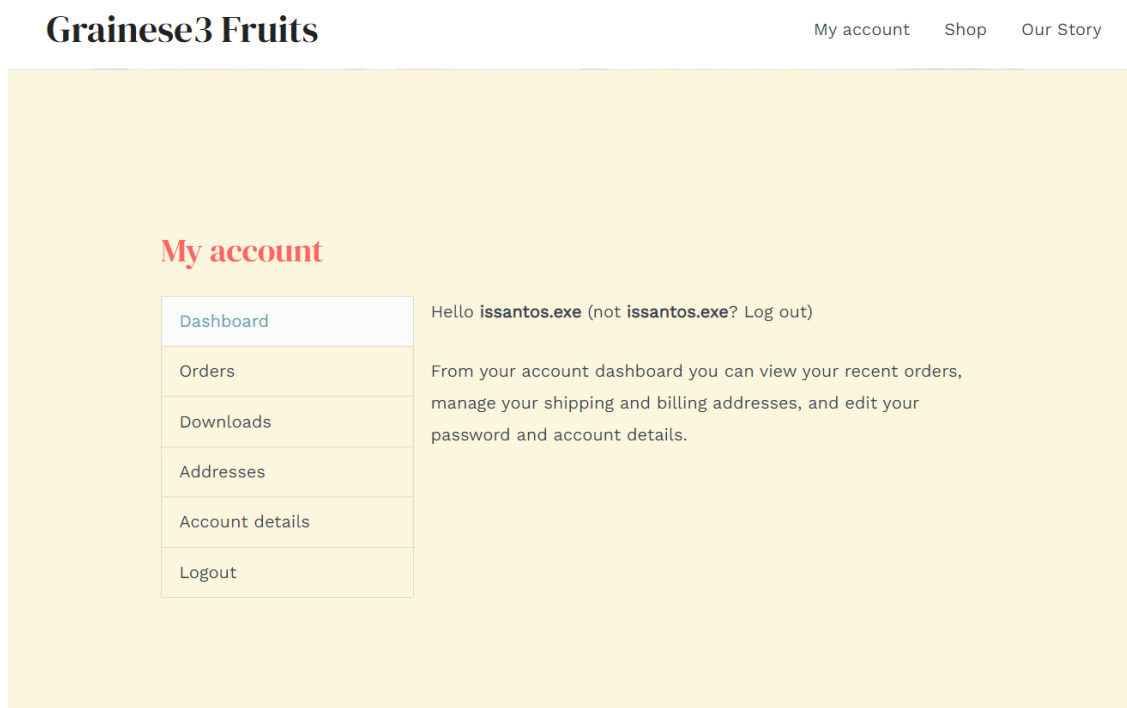 Grainese3 Fruits
My account Shop Our Story
My account
Dashboard
Orders
Downloads
Addresses
Account details
Logout
Hello issantos.exe (not issantos.exe? Log out)
From your account dashboard you can view your recent orders,
manage your shipping and billing addresses, and edit your
password and account details.